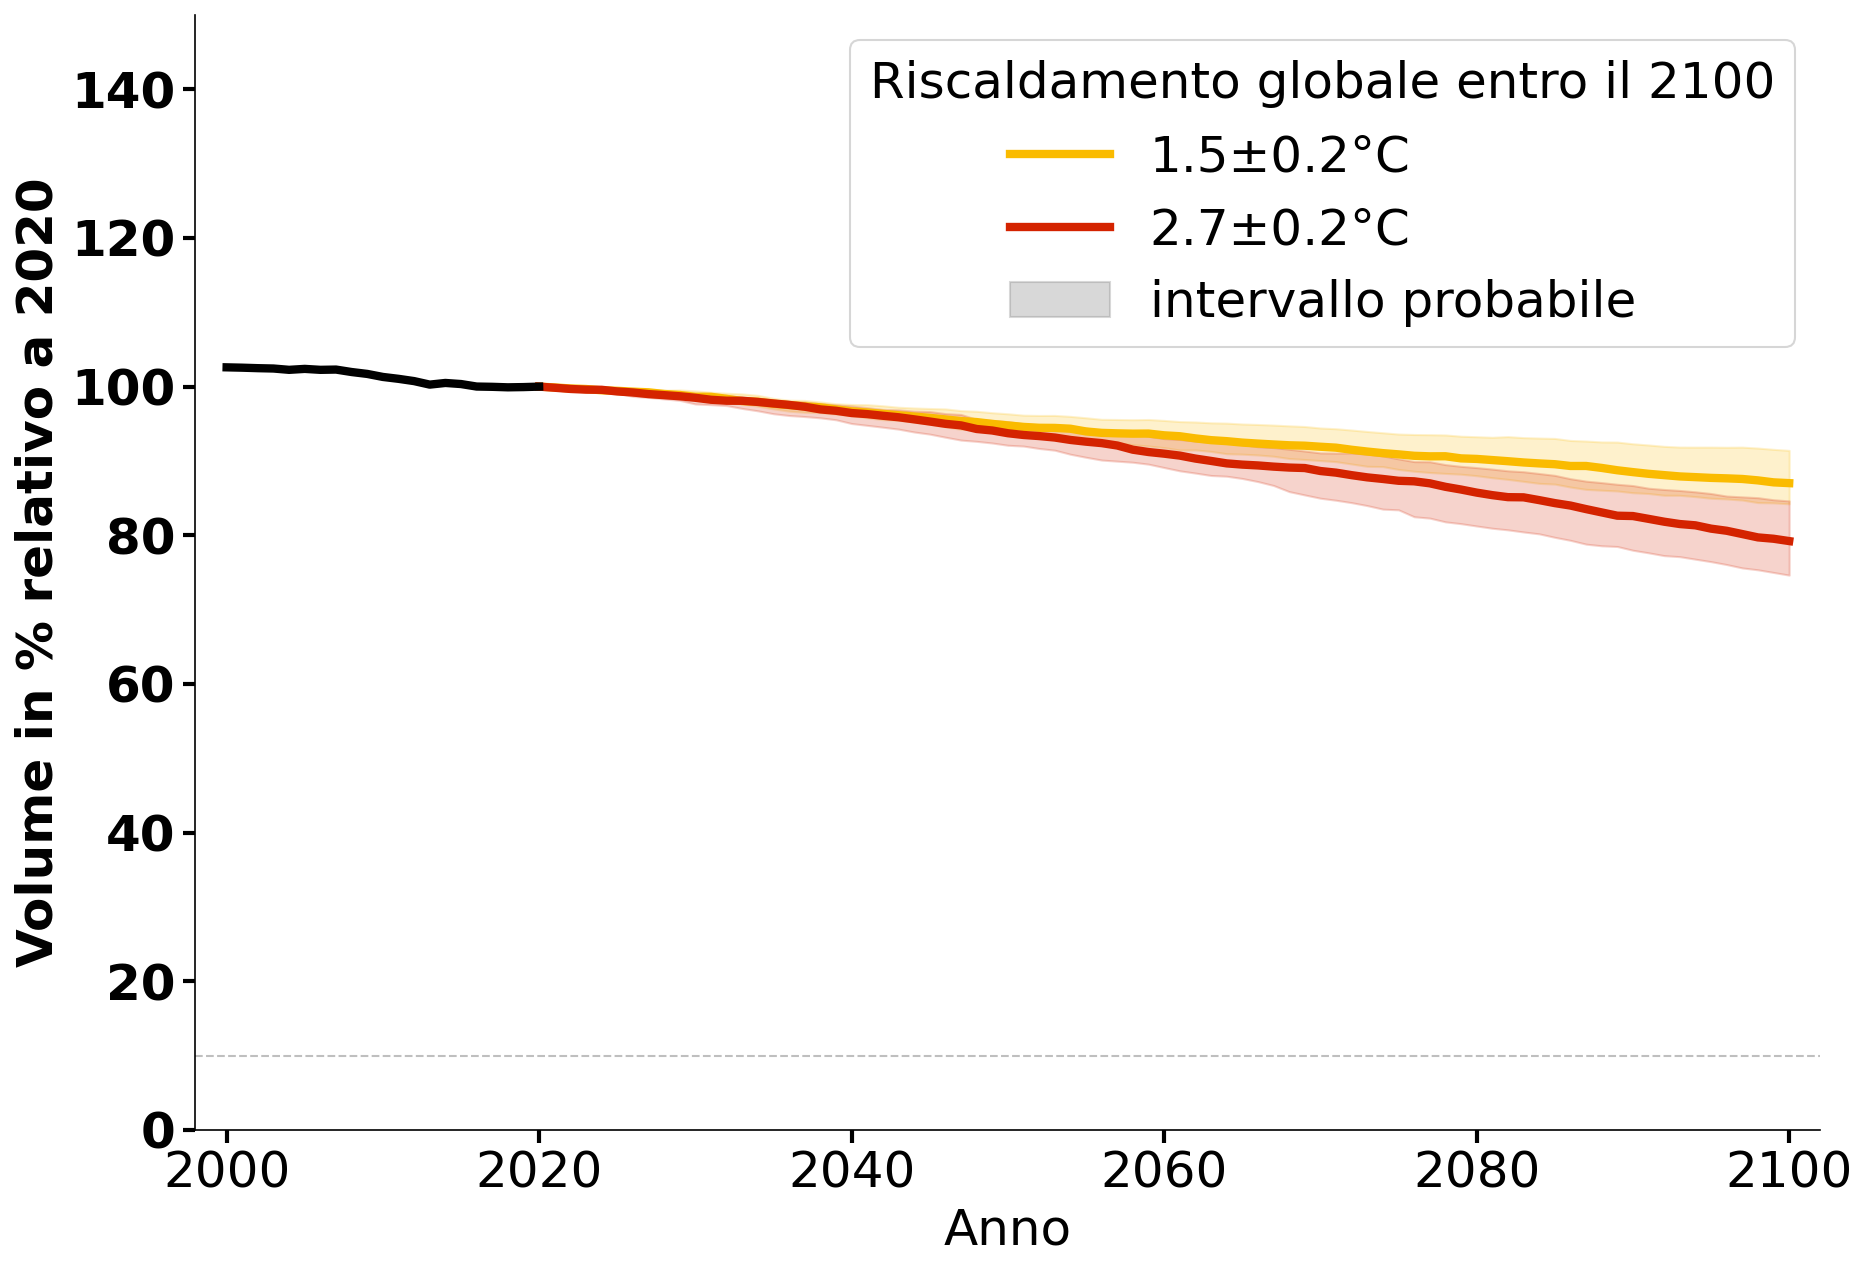 Volume in % relativo a 2020
140
120
100
80
60
40
20
0
Riscaldamento globale entro il 2100
1.5±0.2°C
2.7±0.2°C
intervallo probabile
2000 2020 2040 2060 2080 2100
Anno